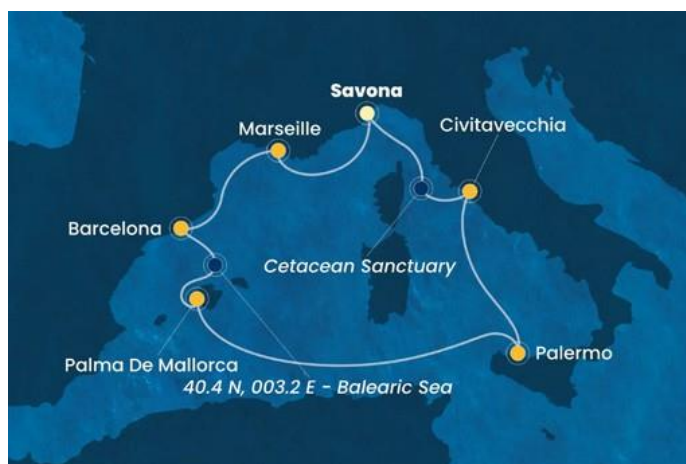 Savona
Marseille
Civitavecchia
Barcelona
Cetacean Sanctuary
Palma De Mallorca
Palermo
40.4 N, 003.2 E - Balearic Sea